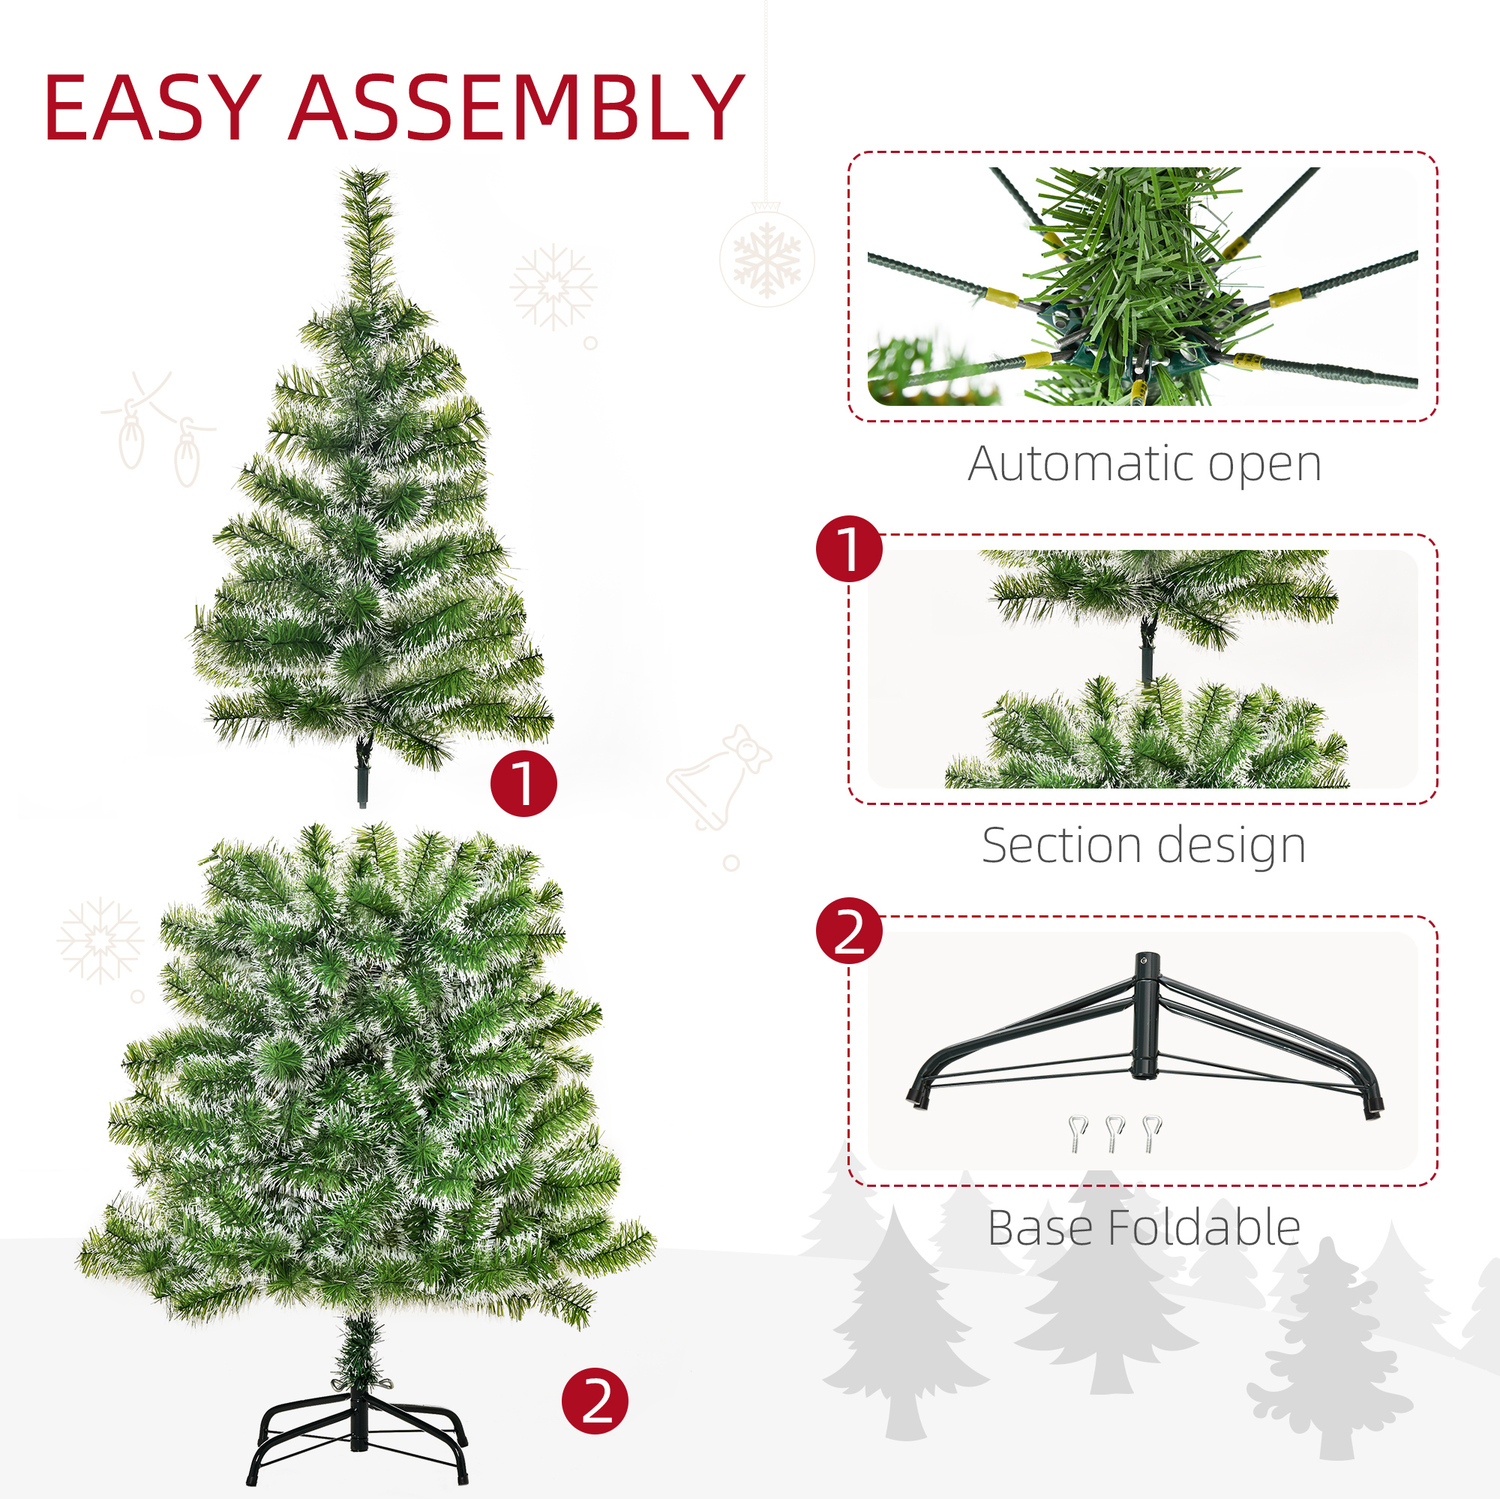 EASY ASSEMBLY
Automatic open
1
Section design
1
2
Base Foldable
2